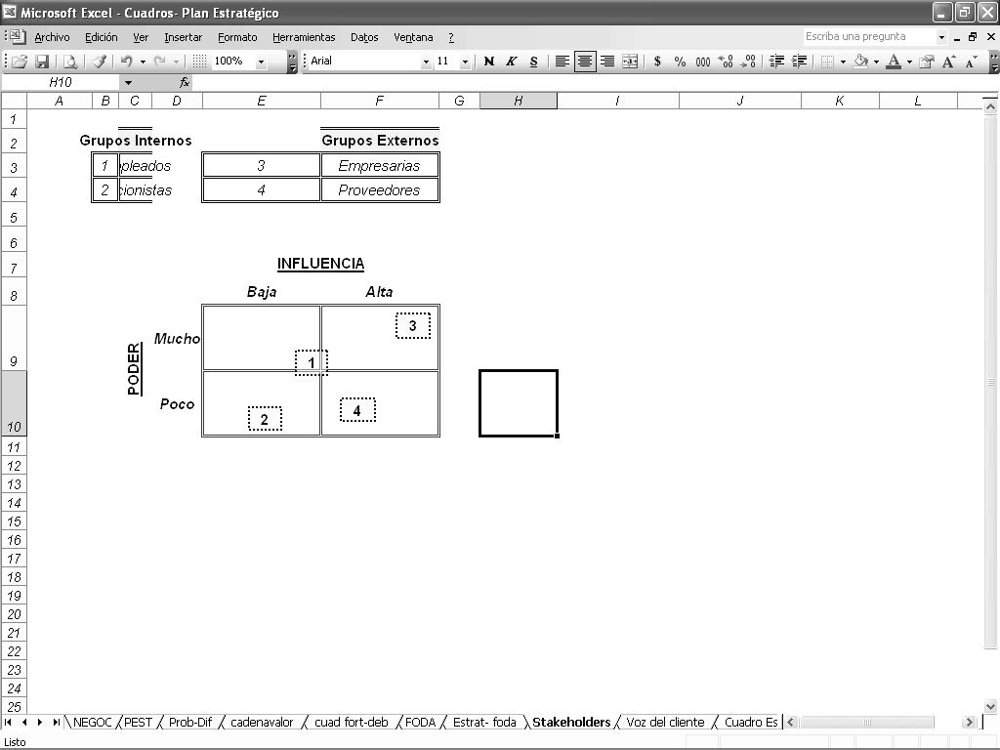 Microsoft Excel - Cuadros- Plan Estratégico
Archivo Edición Ver Insertar Formato Herramientas Datos Ventana ? Escriba una pregunta
100% Arial 11 N K S $ % 000
H10 fx
A B C D E F G H I J K L
1
2 Grupos Internos Grupos Externos
3 1 pleados 3 Empresarias
4 2 cionistas 4 Proveedores
5
6
7 INFLUENCIA
8 Baja Alta
9 Mucho 1 3
PODER
10 Poco 2 4
11
12
13
14
15
16
17
18
19
20
21
22
23
24
25
NEGOC PEST Prob-Dif cadenavalor cuad fort-deb FODA Estrat- foda Stakeholders Voz del cliente Cuadro Es
Listo